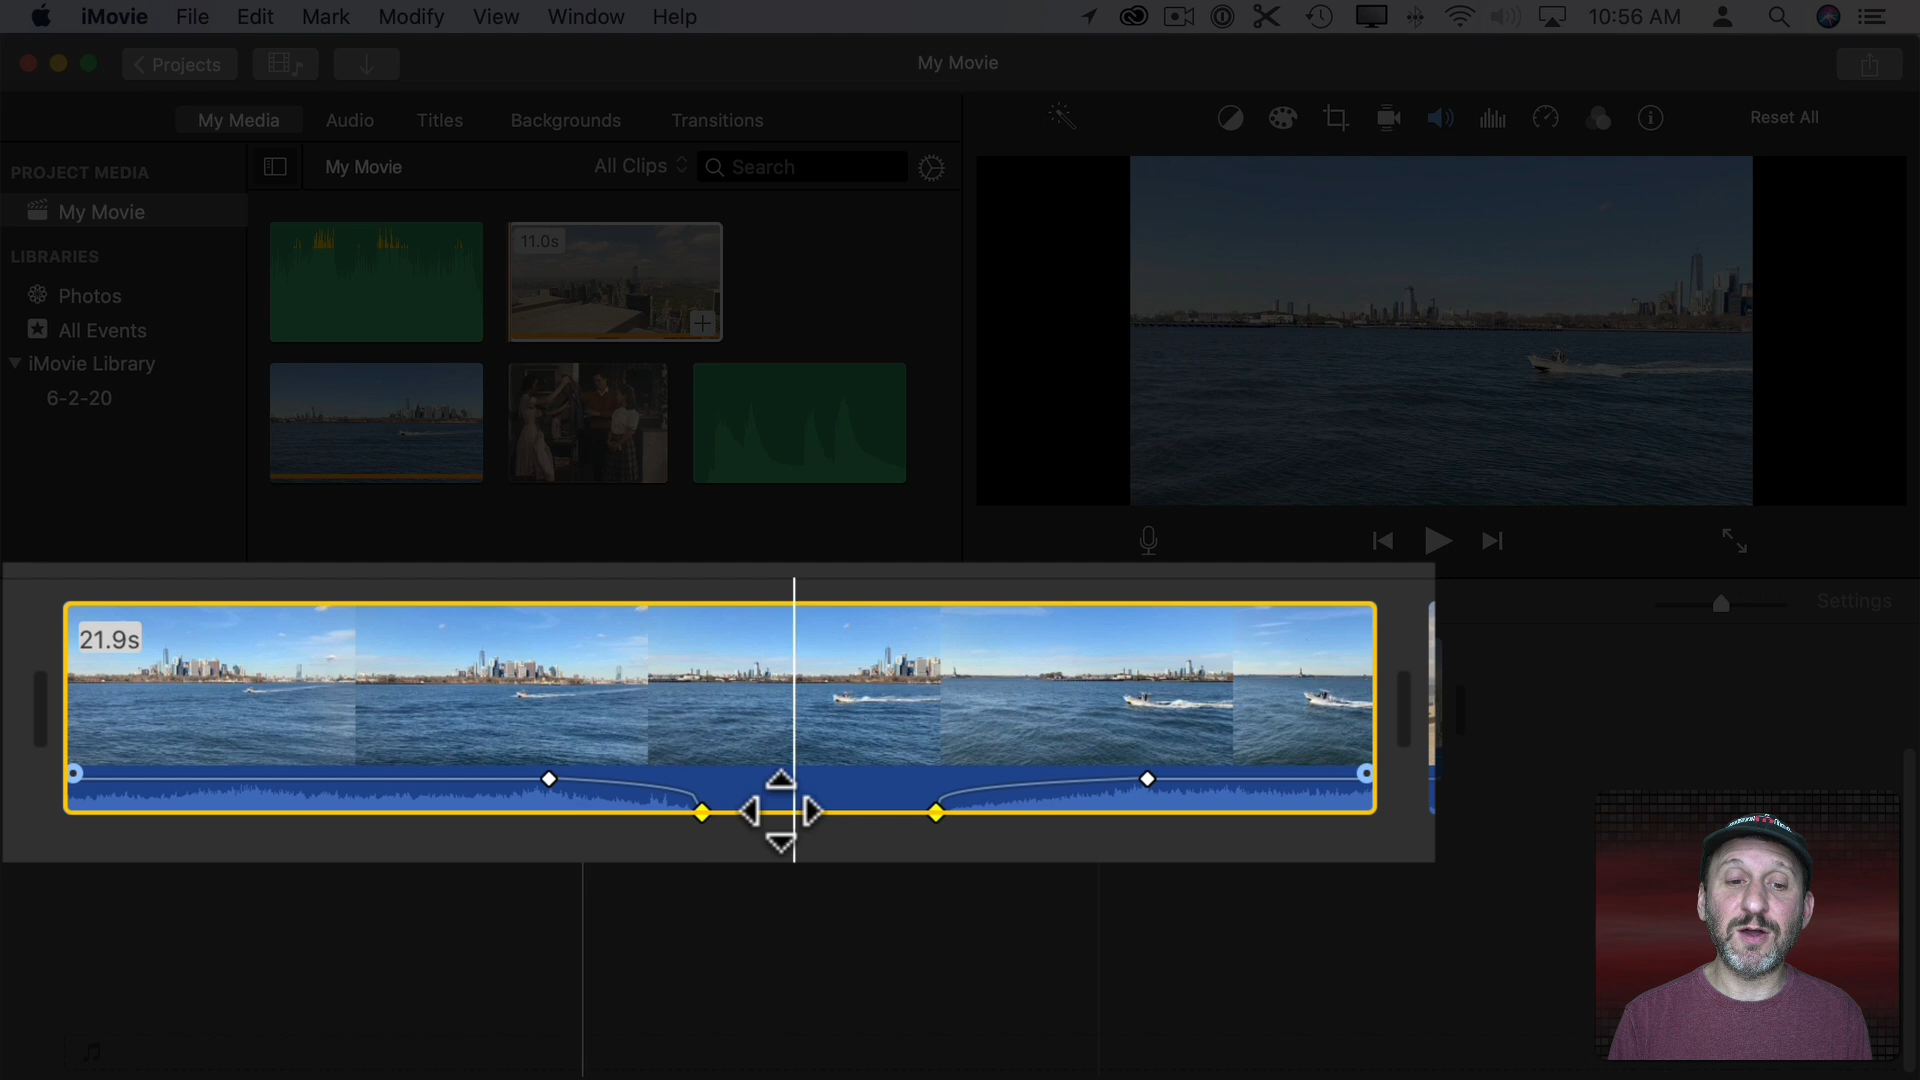 iMovie File Edit Mark Modify View Window Help 10:56 AM
Projects My Movie
My Media Audio Titles Backgrounds Transitions Reset All
PROJECT MEDIA My Movie All Clips Search
My Movie
11.0s
LIBRARIES
Photos
All Events
iMovie Library
6-2-20
Settings
21.9s